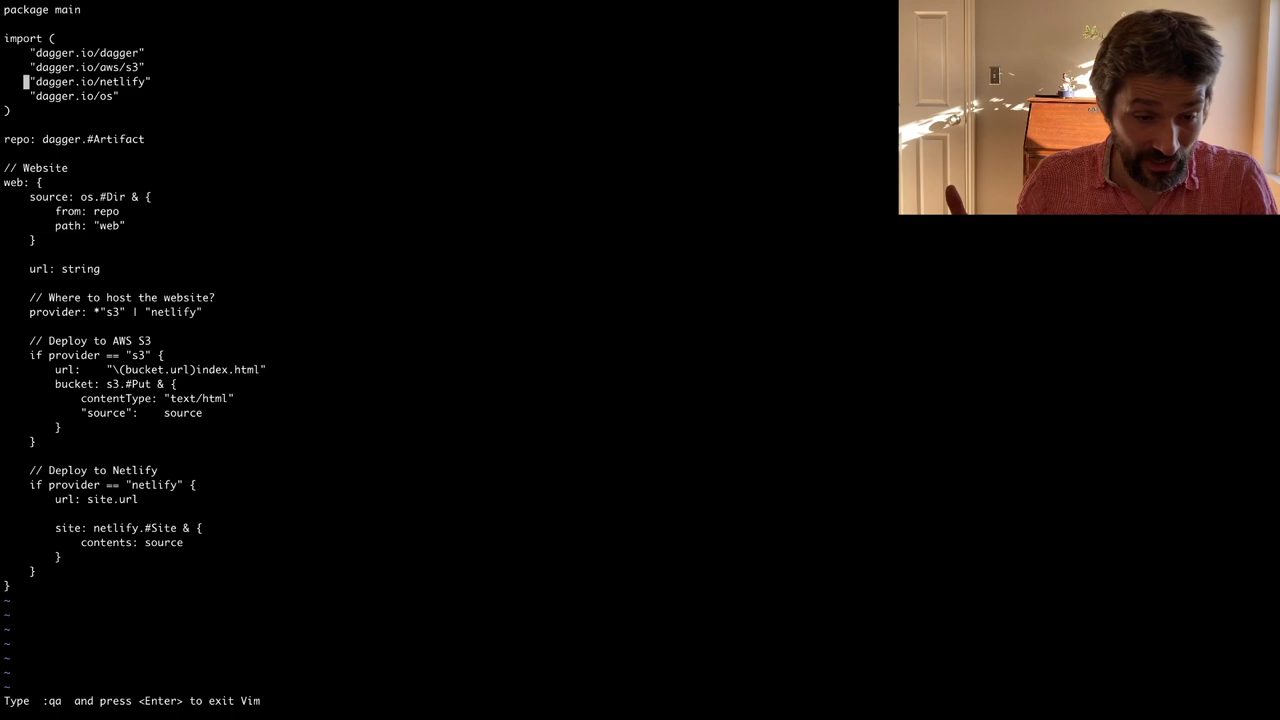 package main
import (
"dagger.io/dagger"
"dagger.io/aws/s3"
"dagger.io/netlify"
"dagger.io/os"
)
repo: dagger.#Artifact
// Website
web: {
source: os.#Dir & {
from: repo
path: "web"
}
url: string
// Where to host the website?
provider: *"s3" | "netlify"
// Deploy to AWS S3
if provider == "s3" {
url:    "\(bucket.url)index.html"
bucket: s3.#Put & {
contentType: "text/html"
"source":    source
}
}
// Deploy to Netlify
if provider == "netlify" {
url: site.url
site: netlify.#Site & {
contents: source
}
}
}
~
~
~
~
~
~
~
Type  :qa  and press <Enter> to exit Vim